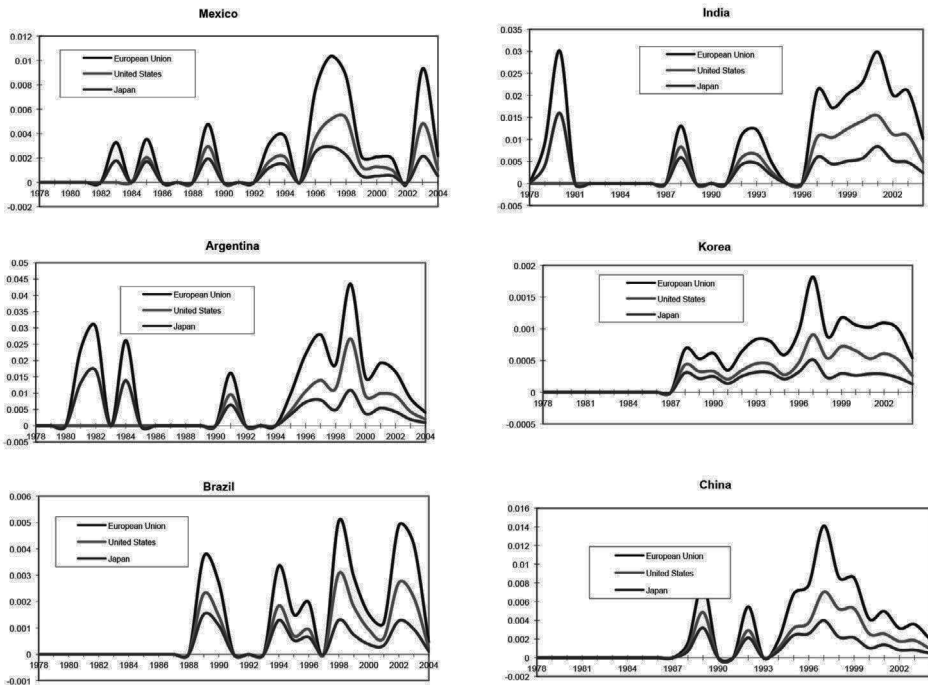 Mexico
0.012
0.01
0.008
0.006
0.004
0.002
0
-0.002
European Union
United States
Japan
1978 1980 1982 1984 1986 1988 1990 1992 1994 1996 1998 2000 2002 2004
India
0.035
0.03
0.025
0.02
0.015
0.01
0.005
0
-0.005
European Union
United States
Japan
1978 1981 1984 1987 1990 1993 1996 1999 2002
Argentina
0.05
0.045
0.04
0.035
0.03
0.025
0.02
0.015
0.01
0.005
0
-0.005
European Union
United States
Japan
1978 1980 1982 1984 1986 1988 1990 1992 1994 1996 1998 2000 2002 2004
Korea
0.002
0.0015
0.001
0.0005
0
-0.0005
European Union
United States
Japan
1978 1981 1984 1987 1990 1993 1996 1999 2002
Brazil
0.006
0.005
0.004
0.003
0.002
0.001
0
-0.001
European Union
United States
Japan
1978 1980 1982 1984 1986 1988 1990 1992 1994 1996 1998 2000 2002 2004
China
0.016
0.014
0.012
0.01
0.008
0.006
0.004
0.002
0
-0.002
European Union
United States
Japan
1978 1981 1984 1987 1990 1993 1996 1999 2002